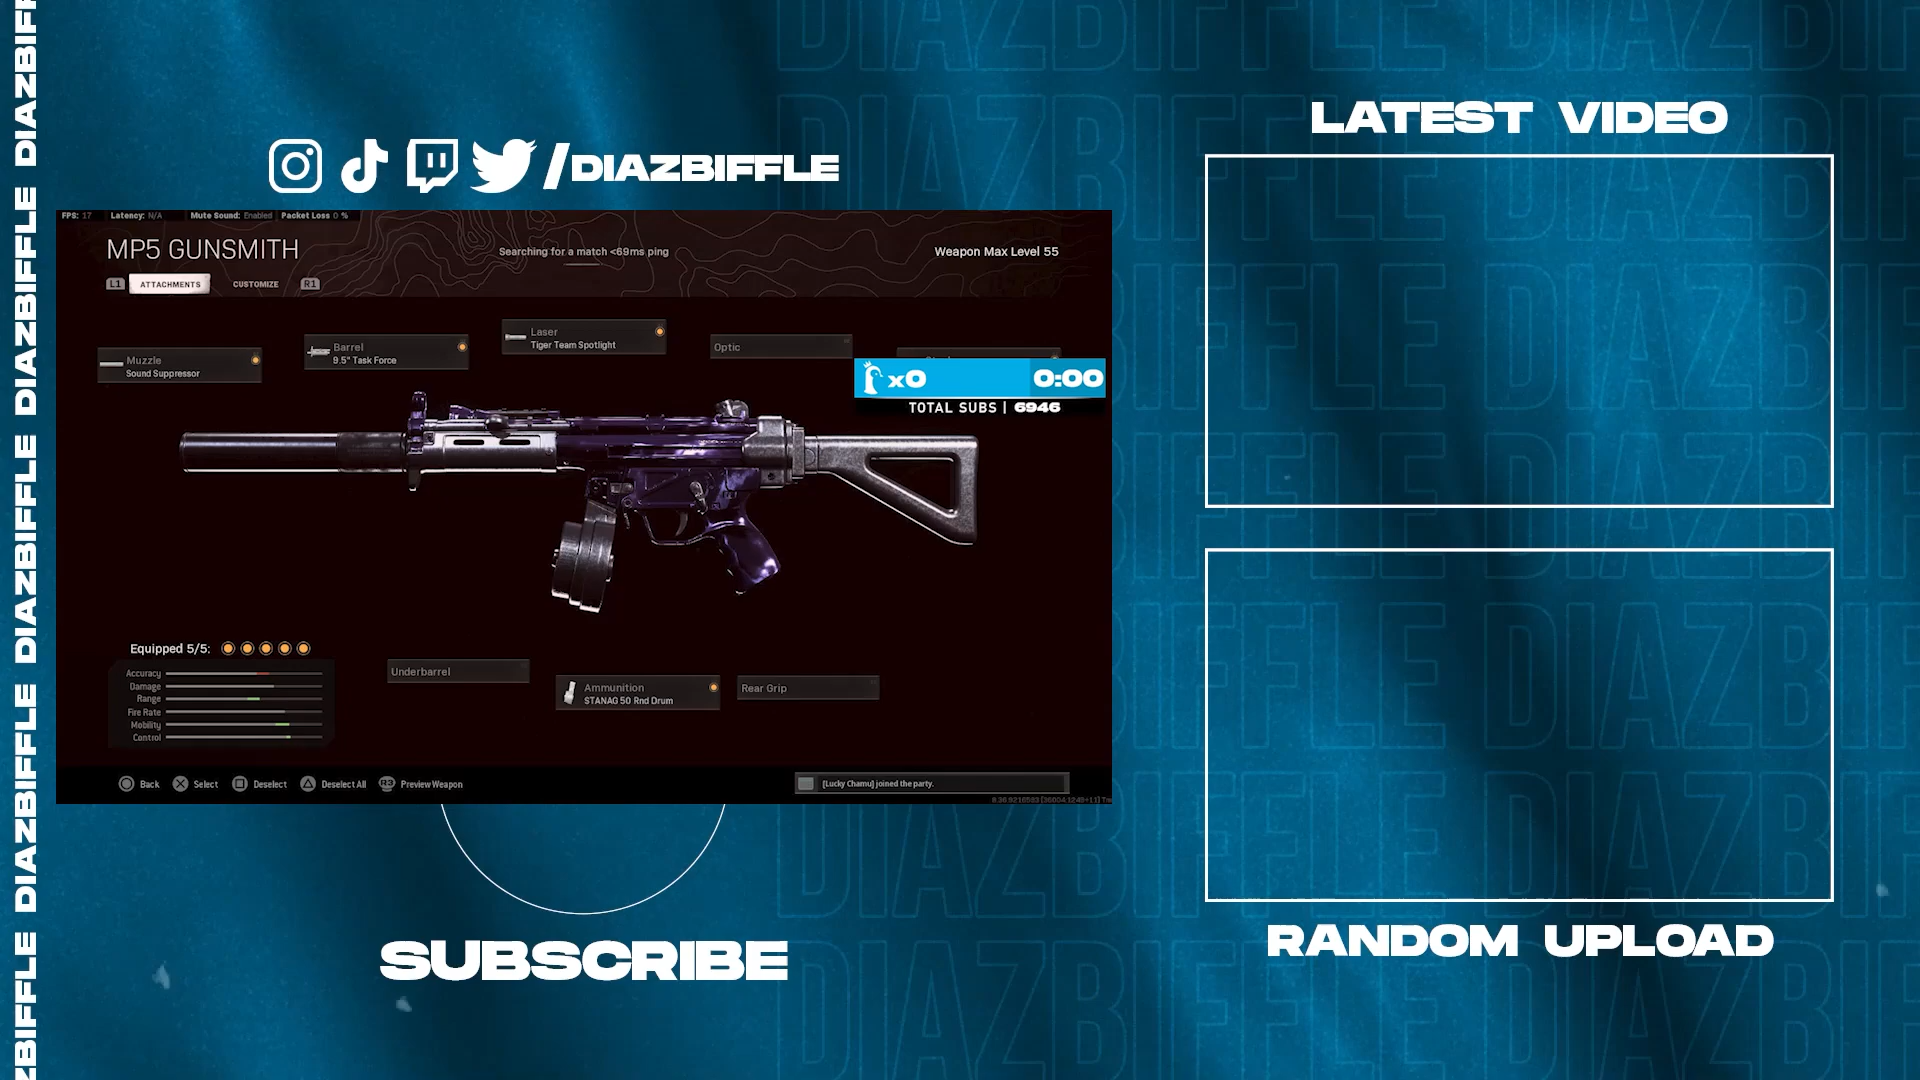 DIAZBIFFLE DIAZBIFFLE DIAZBIFFLE DIAZBIFFLE
/DIAZBIFFLE
LATEST VIDEO
FPS: 17 Latency: N/A Mute Sound: Enabled Packet Loss 0 %
MP5 GUNSMITH
Searching for a match <69ms ping
Weapon Max Level 55
L1 ATTACHMENTS CUSTOMIZE R1
Muzzle
Sound Suppressor
Barrel
9.5" Task Force
Laser
Tiger Team Spotlight
Optic
x0 0:00
TOTAL SUBS | 6946
Equipped 5/5:
Accuracy
Damage
Range
Fire Rate
Mobility
Control
Underbarrel
Ammunition
STANAG 50 Rnd Drum
Rear Grip
Back Select Deselect Deselect All R3 Preview Weapon
[Lucky Chamu] joined the party.
SUBSCRIBE
RANDOM UPLOAD